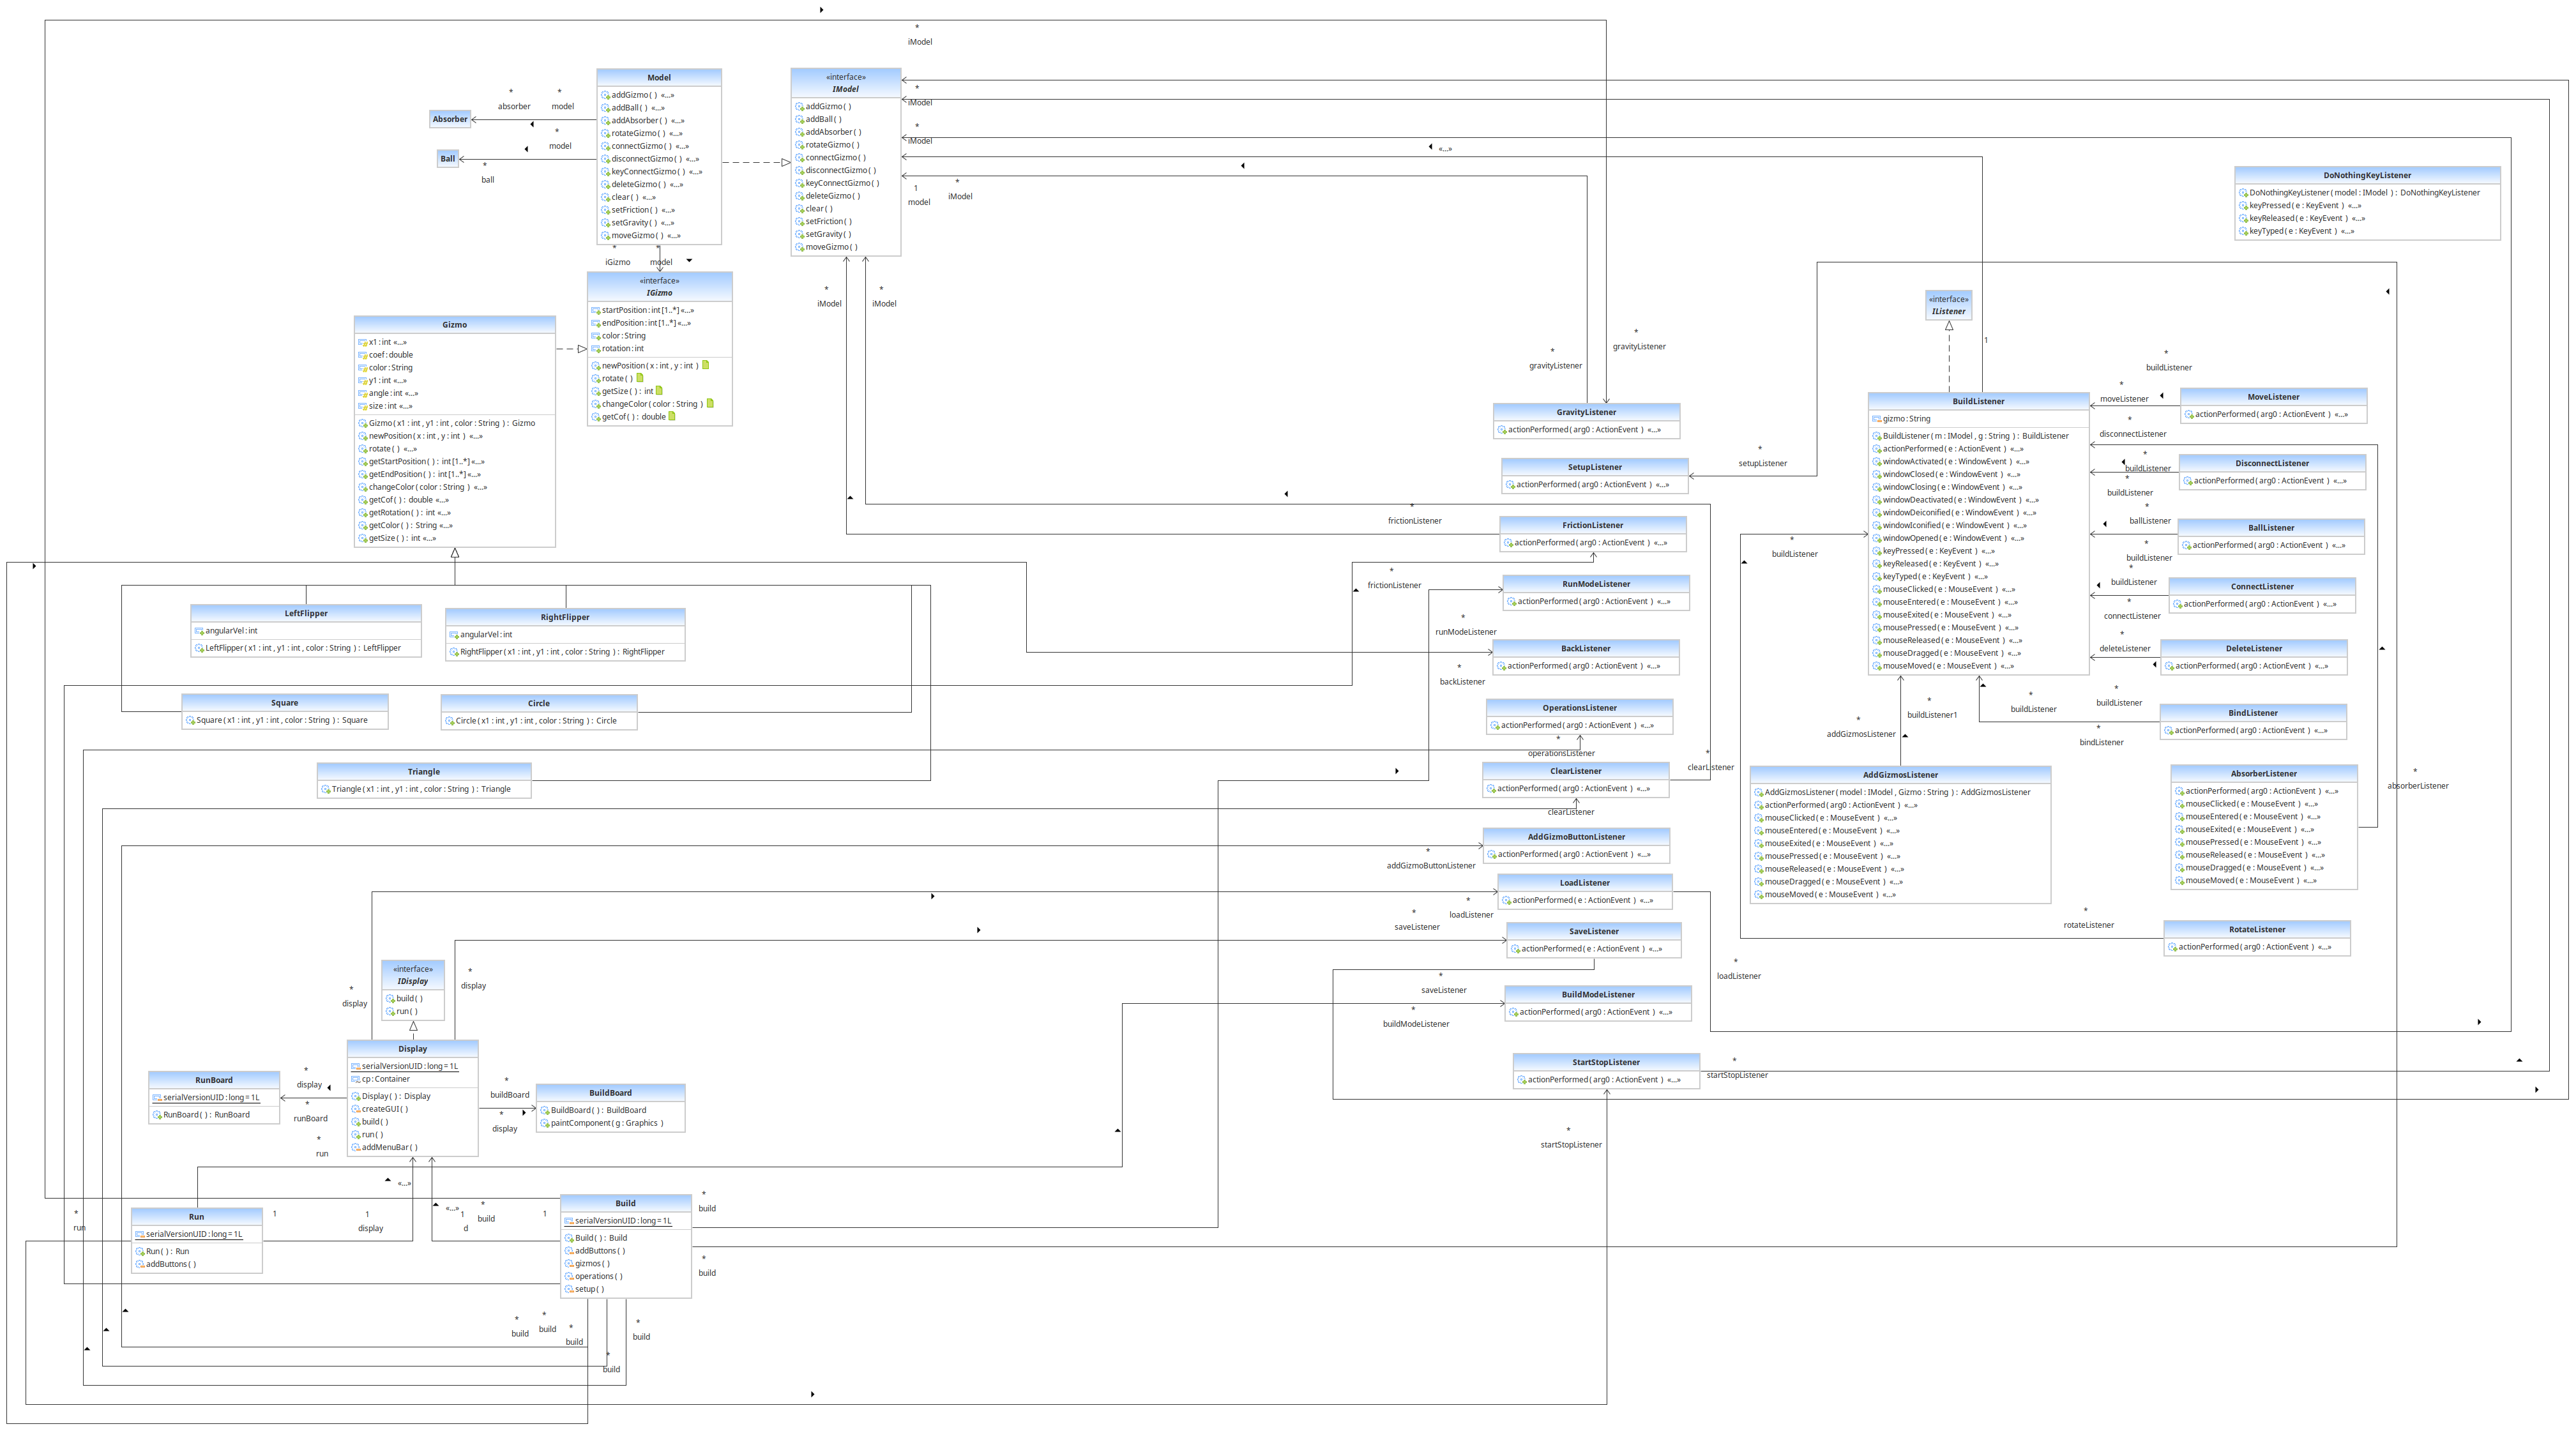 *
iModel
Model
addGizmo ( ) «...»
addBall ( ) «...»
addAbsorber ( ) «...»
rotateGizmo ( ) «...»
connectGizmo ( ) «...»
disconnectGizmo ( ) «...»
keyConnectGizmo ( ) «...»
deleteGizmo ( ) «...»
clear ( ) «...»
setFriction ( ) «...»
setGravity ( ) «...»
moveGizmo ( ) «...»
«interface»
IModel
addGizmo ( )
addBall ( )
addAbsorber ( )
rotateGizmo ( )
connectGizmo ( )
disconnectGizmo ( )
keyConnectGizmo ( )
deleteGizmo ( )
clear ( )
setFriction ( )
setGravity ( )
moveGizmo ( )
* *
absorber model
Absorber
*
model
Ball
*
ball
*
iModel
*
iModel
«...»
1 *
model iModel
* *
iGizmo model
* *
iModel iModel
DoNothingKeyListener
DoNothingKeyListener ( model : IModel ) : DoNothingKeyListener
keyPressed ( e : KeyEvent ) «...»
keyReleased ( e : KeyEvent ) «...»
keyTyped ( e : KeyEvent ) «...»
«interface»
IGizmo
startPosition : int [1..*] «...»
endPosition : int [1..*] «...»
color : String
rotation : int
newPosition ( x : int , y : int )
rotate ( )
getSize ( ) : int
changeColor ( color : String )
getCof ( ) : double
Gizmo
x1 : int «...»
coef : double
color : String
y1 : int «...»
angle : int «...»
size : int «...»
Gizmo ( x1 : int , y1 : int , color : String ) : Gizmo
newPosition ( x : int , y : int ) «...»
rotate ( ) «...»
getStartPosition ( ) : int [1..*] «...»
getEndPosition ( ) : int [1..*] «...»
changeColor ( color : String ) «...»
getCof ( ) : double «...»
getRotation ( ) : int «...»
getColor ( ) : String «...»
getSize ( ) : int «...»
«interface»
IListener
1
*
gravityListener
*
gravityListener
GravityListener
actionPerformed ( arg0 : ActionEvent ) «...»
*
setupListener
SetupListener
actionPerformed ( arg0 : ActionEvent ) «...»
*
frictionListener
FrictionListener
actionPerformed ( arg0 : ActionEvent ) «...»
*
frictionListener
RunModeListener
actionPerformed ( arg0 : ActionEvent ) «...»
*
runModeListener
BackListener
actionPerformed ( arg0 : ActionEvent ) «...»
*
backListener
OperationsListener
actionPerformed ( arg0 : ActionEvent ) «...»
*
operationsListener
*
clearListener
ClearListener
actionPerformed ( arg0 : ActionEvent ) «...»
clearListener
AddGizmoButtonListener
actionPerformed ( arg0 : ActionEvent ) «...»
*
addGizmoButtonListener
LoadListener
actionPerformed ( e : ActionEvent ) «...»
*
loadListener
*
saveListener
SaveListener
actionPerformed ( e : ActionEvent ) «...»
*
loadListener
*
saveListener
BuildModeListener
actionPerformed ( arg0 : ActionEvent ) «...»
*
buildModeListener
StartStopListener
actionPerformed ( arg0 : ActionEvent ) «...»
*
startStopListener
*
startStopListener
BuildListener
gizmo : String
BuildListener ( m : IModel , g : String ) : BuildListener
actionPerformed ( e : ActionEvent ) «...»
windowActivated ( e : WindowEvent ) «...»
windowClosed ( e : WindowEvent ) «...»
windowClosing ( e : WindowEvent ) «...»
windowDeactivated ( e : WindowEvent ) «...»
windowDeiconified ( e : WindowEvent ) «...»
windowIconified ( e : WindowEvent ) «...»
windowOpened ( e : WindowEvent ) «...»
keyPressed ( e : KeyEvent ) «...»
keyReleased ( e : KeyEvent ) «...»
keyTyped ( e : KeyEvent ) «...»
mouseClicked ( e : MouseEvent ) «...»
mouseEntered ( e : MouseEvent ) «...»
mouseExited ( e : MouseEvent ) «...»
mousePressed ( e : MouseEvent ) «...»
mouseReleased ( e : MouseEvent ) «...»
mouseDragged ( e : MouseEvent ) «...»
mouseMoved ( e : MouseEvent ) «...»
*
buildListener
*
buildListener
*
moveListener
MoveListener
actionPerformed ( arg0 : ActionEvent ) «...»
*
disconnectListener
*
buildListener
DisconnectListener
actionPerformed ( arg0 : ActionEvent ) «...»
*
buildListener
*
ballListener
BallListener
actionPerformed ( arg0 : ActionEvent ) «...»
*
buildListener
*
buildListener
ConnectListener
actionPerformed ( arg0 : ActionEvent ) «...»
*
connectListener
*
deleteListener
DeleteListener
actionPerformed ( arg0 : ActionEvent ) «...»
*
buildListener
*
buildListener
*
buildListener1
BindListener
actionPerformed ( arg0 : ActionEvent ) «...»
*
bindListener
*
addGizmosListener
AddGizmosListener
AddGizmosListener ( model : IModel , Gizmo : String ) : AddGizmosListener
actionPerformed ( arg0 : ActionEvent ) «...»
mouseClicked ( e : MouseEvent ) «...»
mouseEntered ( e : MouseEvent ) «...»
mouseExited ( e : MouseEvent ) «...»
mousePressed ( e : MouseEvent ) «...»
mouseReleased ( e : MouseEvent ) «...»
mouseDragged ( e : MouseEvent ) «...»
mouseMoved ( e : MouseEvent ) «...»
AbsorberListener
actionPerformed ( arg0 : ActionEvent ) «...»
mouseClicked ( e : MouseEvent ) «...»
mouseEntered ( e : MouseEvent ) «...»
mouseExited ( e : MouseEvent ) «...»
mousePressed ( e : MouseEvent ) «...»
mouseReleased ( e : MouseEvent ) «...»
mouseDragged ( e : MouseEvent ) «...»
mouseMoved ( e : MouseEvent ) «...»
*
absorberListener
*
rotateListener
RotateListener
actionPerformed ( arg0 : ActionEvent ) «...»
LeftFlipper
angularVel : int
LeftFlipper ( x1 : int , y1 : int , color : String ) : LeftFlipper
RightFlipper
angularVel : int
RightFlipper ( x1 : int , y1 : int , color : String ) : RightFlipper
Square
Square ( x1 : int , y1 : int , color : String ) : Square
Circle
Circle ( x1 : int , y1 : int , color : String ) : Circle
Triangle
Triangle ( x1 : int , y1 : int , color : String ) : Triangle
«interface»
IDisplay
build ( )
run ( )
*
display
*
display
Display
serialVersionUID : long = 1L
cp : Container
Display ( ) : Display
createGUI ( )
build ( )
run ( )
addMenuBar ( )
RunBoard
serialVersionUID : long = 1L
RunBoard ( ) : RunBoard
*
display
*
runBoard
*
run
*
buildBoard
*
display
BuildBoard
BuildBoard ( ) : BuildBoard
paintComponent ( g : Graphics )
«...»
«...»
*
run
Run
serialVersionUID : long = 1L
Run ( ) : Run
addButtons ( )
1
1
display
1
d
*
build
1
Build
serialVersionUID : long = 1L
Build ( ) : Build
addButtons ( )
gizmos ( )
operations ( )
setup ( )
*
build
*
build
*
build
*
build
*
build
*
build
*
build